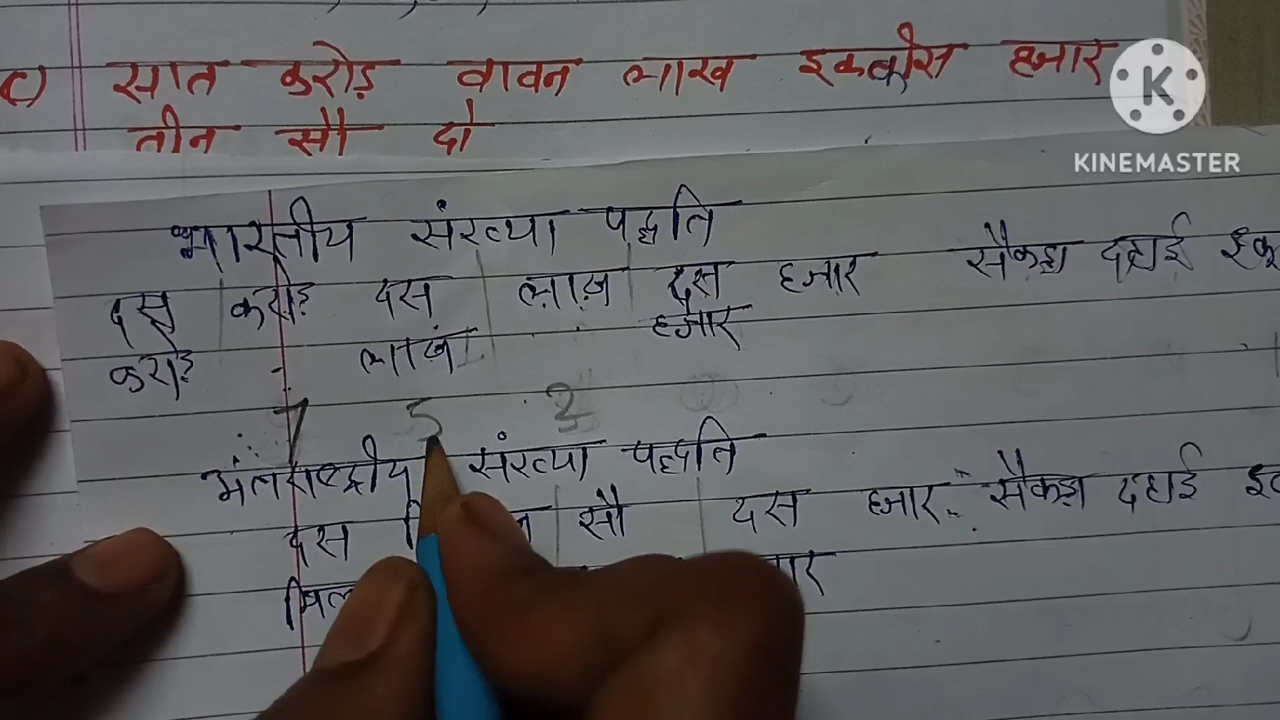 c) सात करोड़ वावन लाख इक्कीस हजार
तीन सौ दो
KINEMASTER
भारतीय संख्या पद्धति
दस करोड़ दस लाख़ दस हजार सैकड़ा दहाई
करोड़ लाख हजार
7 5 2
अंतराष्ट्रीय संख्या पद्धति
दस सौ दस हजार सैकड़ा दहाई